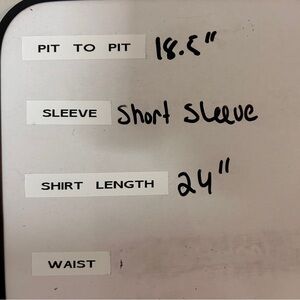 PIT TO PIT 18.5"
SLEEVE Short Sleeve
SHIRT LENGTH 24"
WAIST